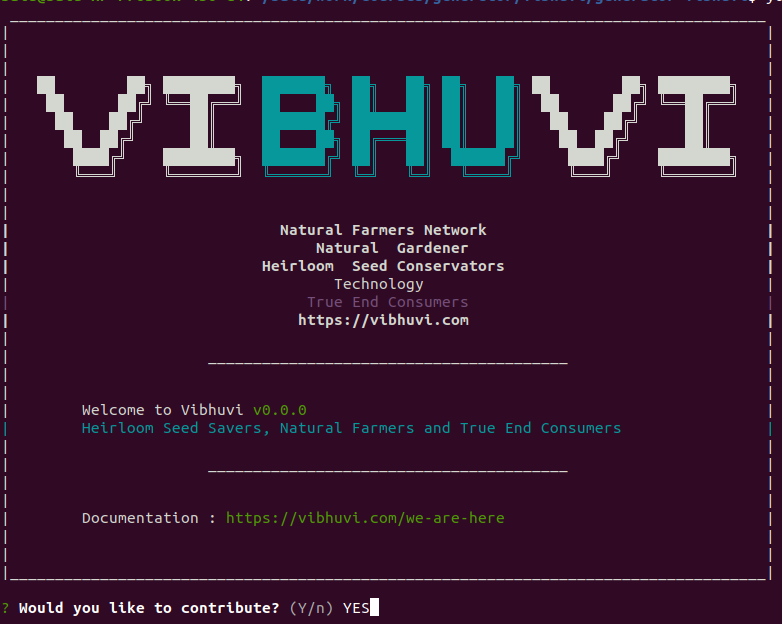 VIBHUVI
Natural Farmers Network
Natural  Gardener
Heirloom  Seed Conservators
Technology
True End Consumers
https://vibhuvi.com
Welcome to Vibhuvi v0.0.0
Heirloom Seed Savers, Natural Farmers and True End Consumers
Documentation : https://vibhuvi.com/we-are-here
? Would you like to contribute? (Y/n) YES